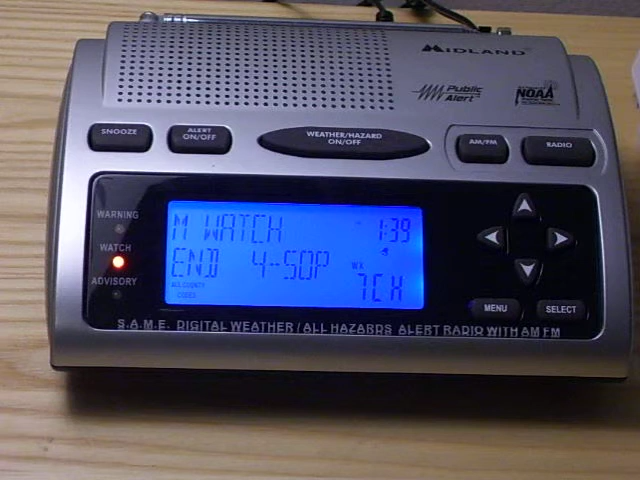 MIDLAND
Public Alert
NOAA
SNOOZE
ALERT ON/OFF
WEATHER/HAZARD ON/OFF
AM/FM
RADIO
WARNING
WATCH
ADVISORY
M WATCH 1:39
END 4-50P
WX
ALL COUNTY CODES
7CH
MENU
SELECT
S.A.M.E. DIGITAL WEATHER/ALL HAZARDS ALERT RADIO WITH AM FM